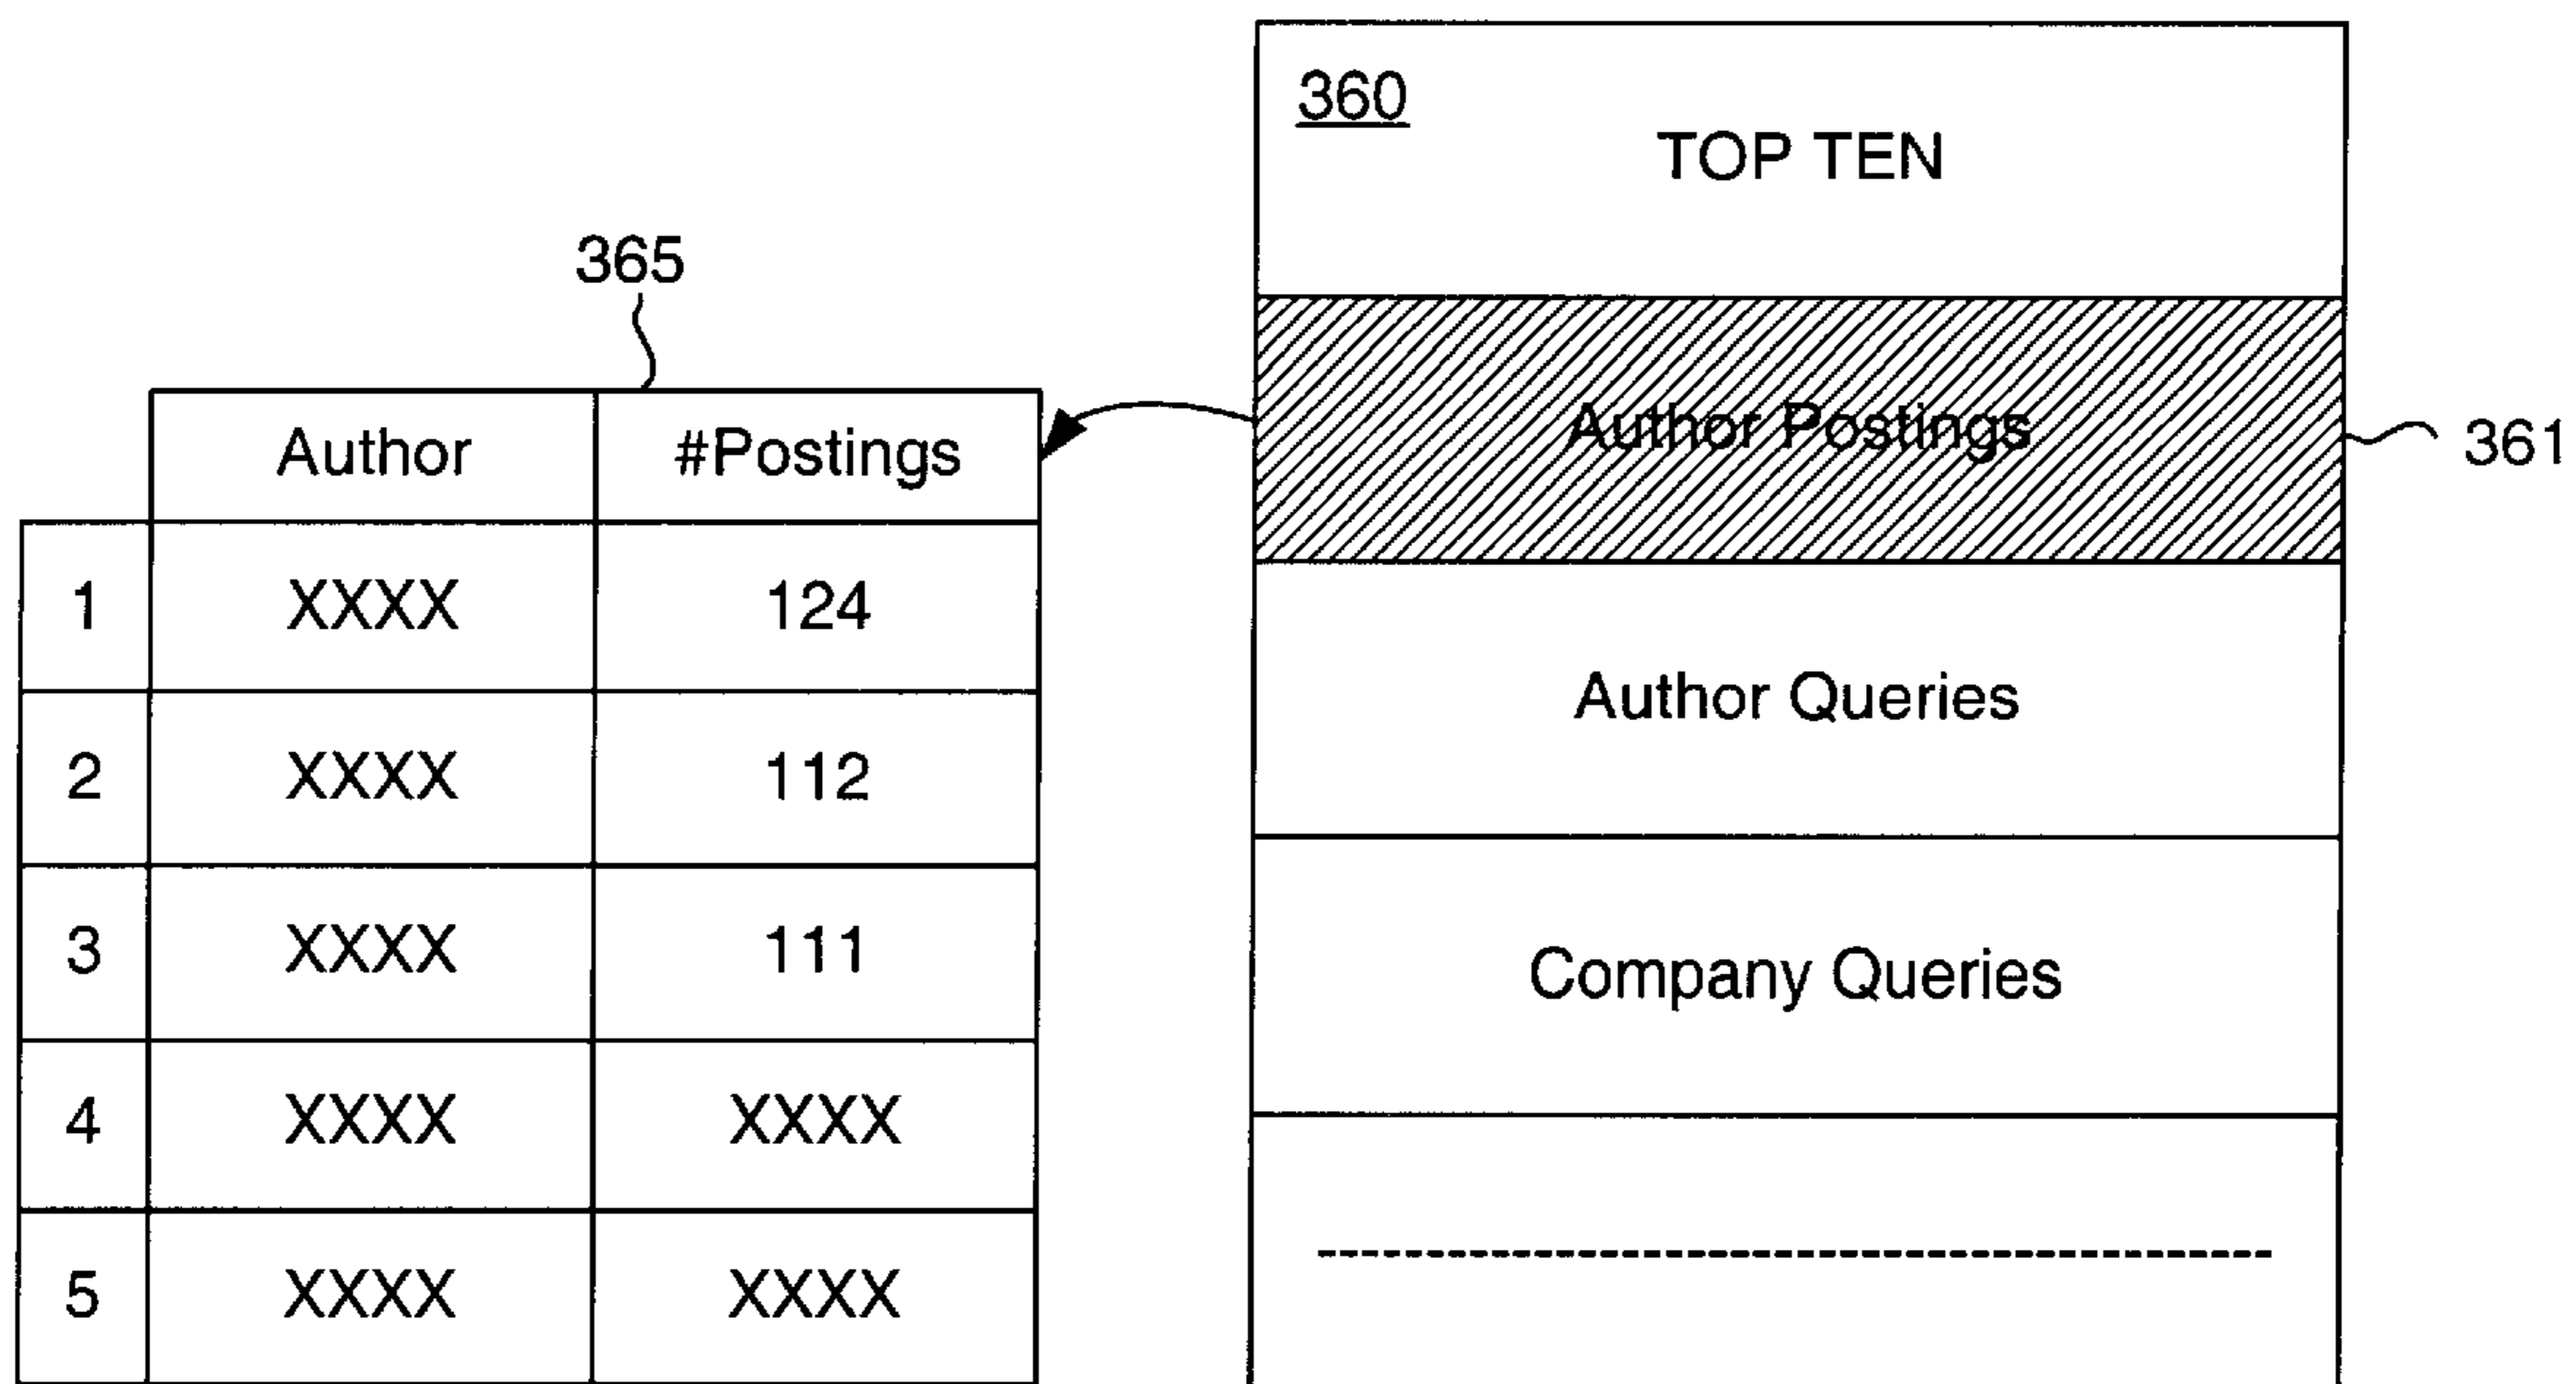 360
TOP TEN
365
Author Postings
361
Author #Postings
1 XXXX 124
Author Queries
2 XXXX 112
3 XXXX 111
Company Queries
4 XXXX XXXX
5 XXXX XXXX